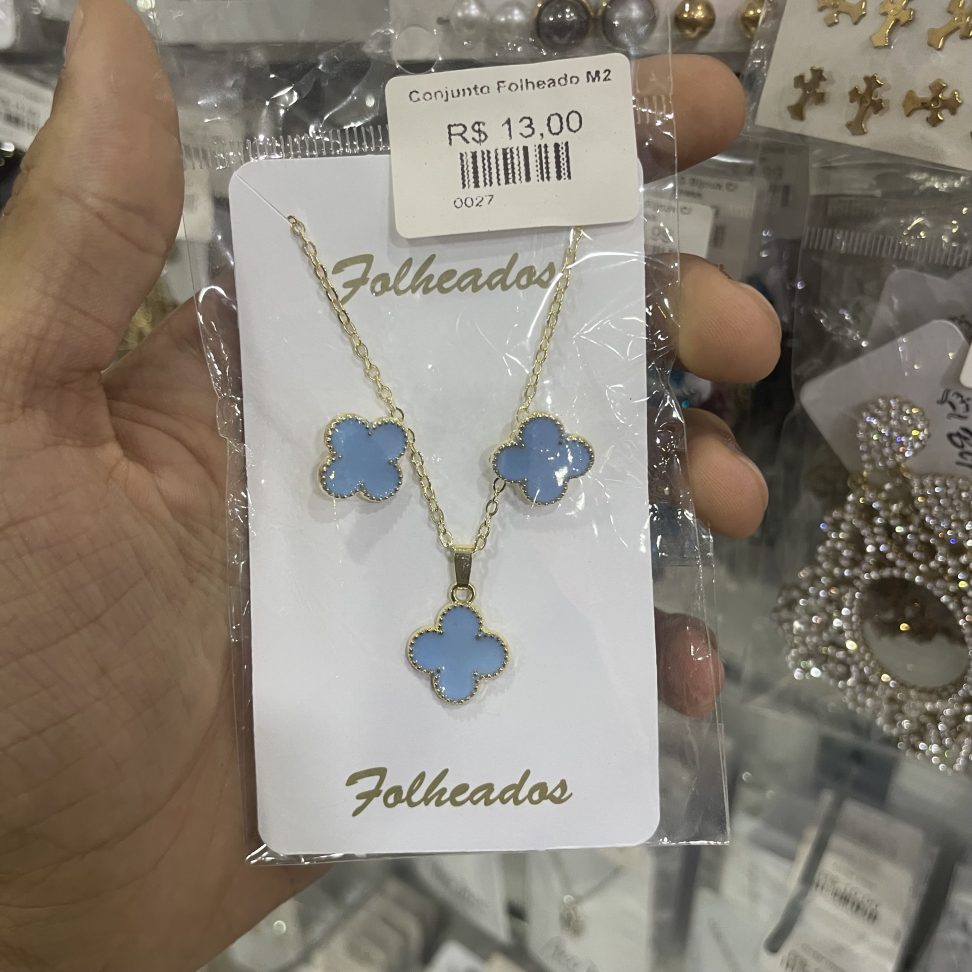 Conjunto Folheado M2
R$ 13,00
0027
Folheados
Folheados